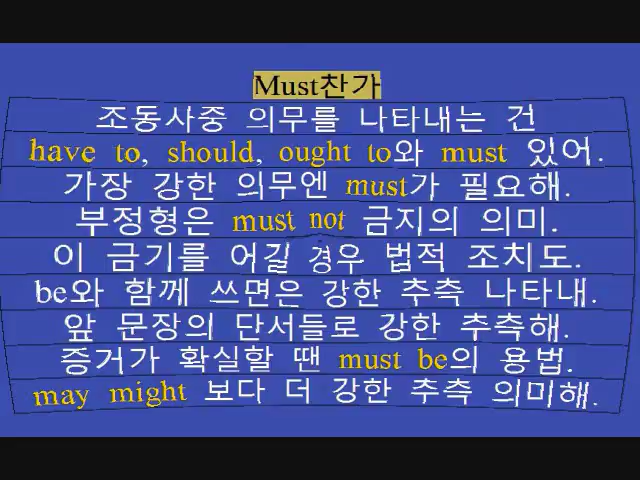 Must찬가
조동사중 의무를 나타내는 건
have to, should, ought to와 must 있어.
가장 강한 의무엔 must가 필요해.
부정형은 must not 금지의 의미.
이 금기를 어길 경우 법적 조치도.
be와 함께 쓰면은 강한 추측 나타내.
앞 문장의 단서들로 강한 추측해.
증거가 확실할 땐 must be의 용법.
may might 보다 더 강한 추측 의미해.